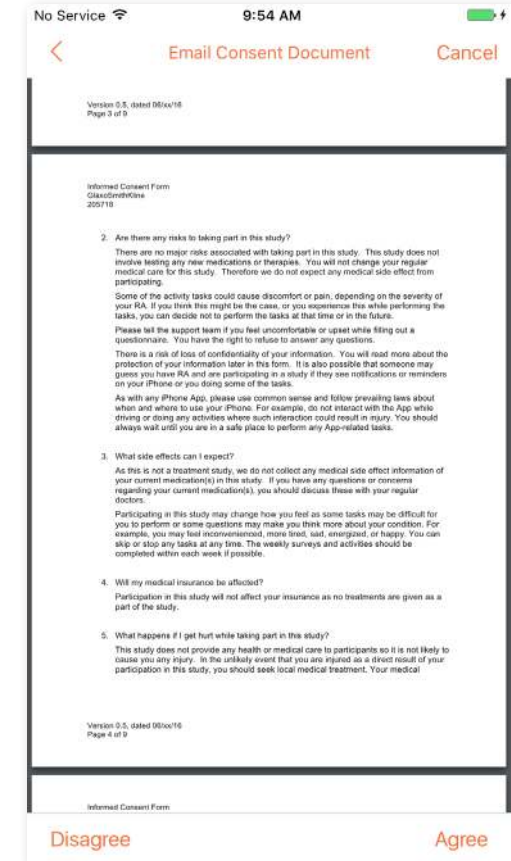 No Service 9:54 AM
Email Consent Document Cancel
Version 0.5, dated 06/xx/16
Page 3 of 9
Informed Consent Form
GlaxoSmithKline
205718
2. Are there any risks to taking part in this study?
There are no major risks associated with taking part in this study. This study does not
involve testing any new medications or therapies. You will not change your regular
medical care for this study. Therefore we do not expect any medical side effect from
participating.
Some of the activity tasks could cause discomfort or pain, depending on the severity of
your RA. If you think this might be the case, or you experience this while performing the
tasks, you can decide not to perform the tasks at that time or in the future.
Please tell the support team if you feel uncomfortable or upset while filling out a
questionnaire. You have the right to refuse to answer any questions.
There is a risk of loss of confidentiality of your information. You will read more about the
protection of your information later in this form. It is also possible that someone may
guess you have RA and are participating in a study if they see notifications or reminders
on your iPhone or you doing some of the tasks.
As with any iPhone App, please use common sense and follow prevailing laws about
when and where to use your iPhone. For example, do not interact with the App while
driving or doing any activities where such interaction could result in injury. You should
always wait until you are in a safe place to perform any App-related tasks.
3. What side effects can I expect?
As this is not a treatment study, we do not collect any medical side effect information of
your current medication(s) in this study. If you have any questions or concerns
regarding your current medication(s), you should discuss these with your regular
doctors.
Participating in this study may change how you feel as some tasks may be difficult for
you to perform or some questions may make you think more about your condition. For
example, you may feel inconvenienced, more tired, sad, energized, or happy. You can
skip or stop any tasks at any time. The weekly surveys and activities should be
completed within each week if possible.
4. Will my medical insurance be affected?
Participation in this study will not affect your insurance as no treatments are given as a
part of the study.
5. What happens if I get hurt while taking part in this study?
This study does not provide any health or medical care to participants so it is not likely to
cause you any injury. In the unlikely event that you are injured as a direct result of your
participation in this study, you should seek local medical treatment. Your medical
Version 0.5, dated 06/xx/16
Page 4 of 9
Informed Consent Form
Disagree Agree